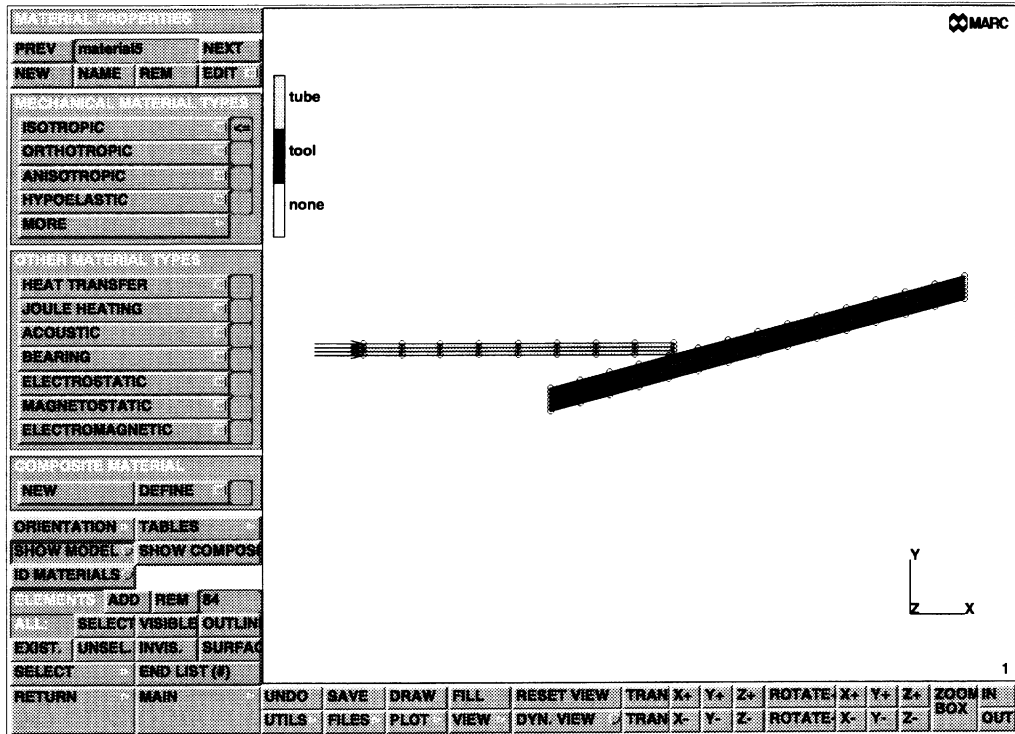 MATERIAL PROPERTIES
PREV material5 NEXT
NEW NAME REM EDIT
MECHANICAL MATERIAL TYPES
ISOTROPIC <=
ORTHOTROPIC
ANISOTROPIC
HYPOELASTIC
MORE
OTHER MATERIAL TYPES
HEAT TRANSFER
JOULE HEATING
ACOUSTIC
BEARING
ELECTROSTATIC
MAGNETOSTATIC
ELECTROMAGNETIC
COMPOSITE MATERIAL
NEW DEFINE
ORIENTATION TABLES
SHOW MODEL SHOW COMPOS
ID MATERIALS
ELEMENTS ADD REM 84
ALL: SELECT VISIBLE OUTLIN
EXIST. UNSEL. INVIS. SURFAC
SELECT END LIST (#)
RETURN MAIN
MARC
tube
tool
none
Y
Z X
1
UNDO SAVE DRAW FILL RESET VIEW TRAN X+ Y+ Z+ ROTATE X+ Y+ Z+ ZOOM IN
UTILS FILES PLOT VIEW DYN. VIEW TRAN X- Y- Z- ROTATE X- Y- Z- BOX OUT